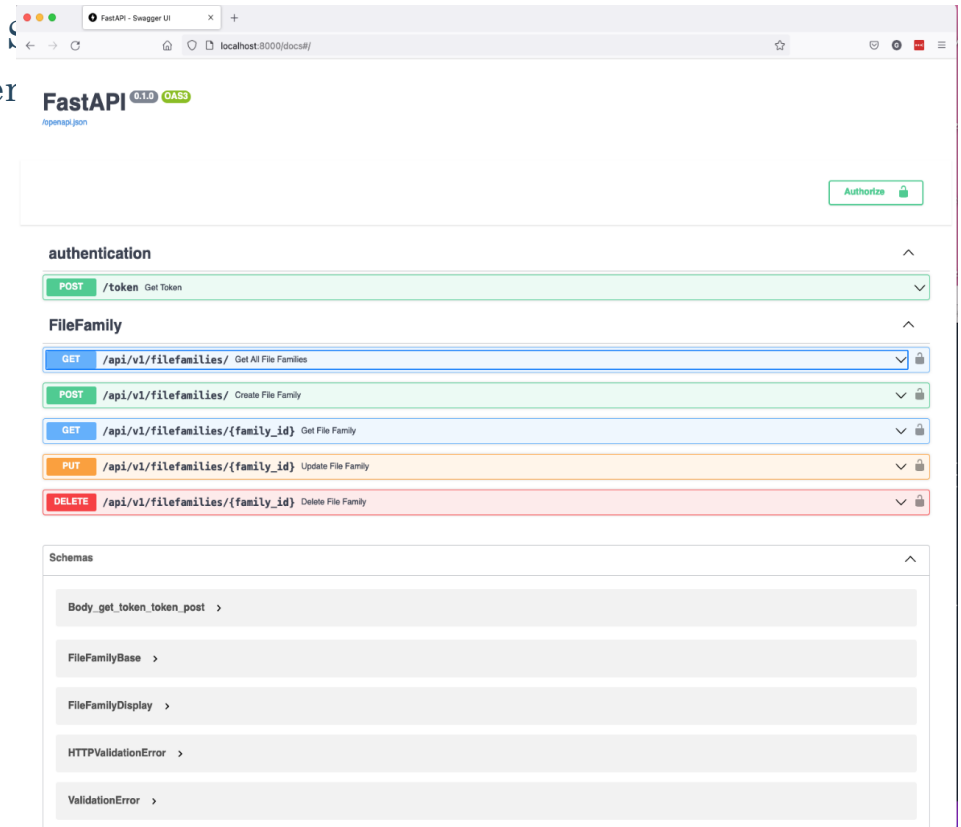 FastAPI - Swagger UI
localhost:8000/docs#/
FastAPI 0.1.0 OAS3
/openapi.json
Authorize
authentication
POST /token Get Token
FileFamily
GET /api/v1/filefamilies/ Get All File Families
POST /api/v1/filefamilies/ Create File Family
GET /api/v1/filefamilies/{family_id} Get File Family
PUT /api/v1/filefamilies/{family_id} Update File Family
DELETE /api/v1/filefamilies/{family_id} Delete File Family
Schemas
Body_get_token_token_post
FileFamilyBase
FileFamilyDisplay
HTTPValidationError
ValidationError